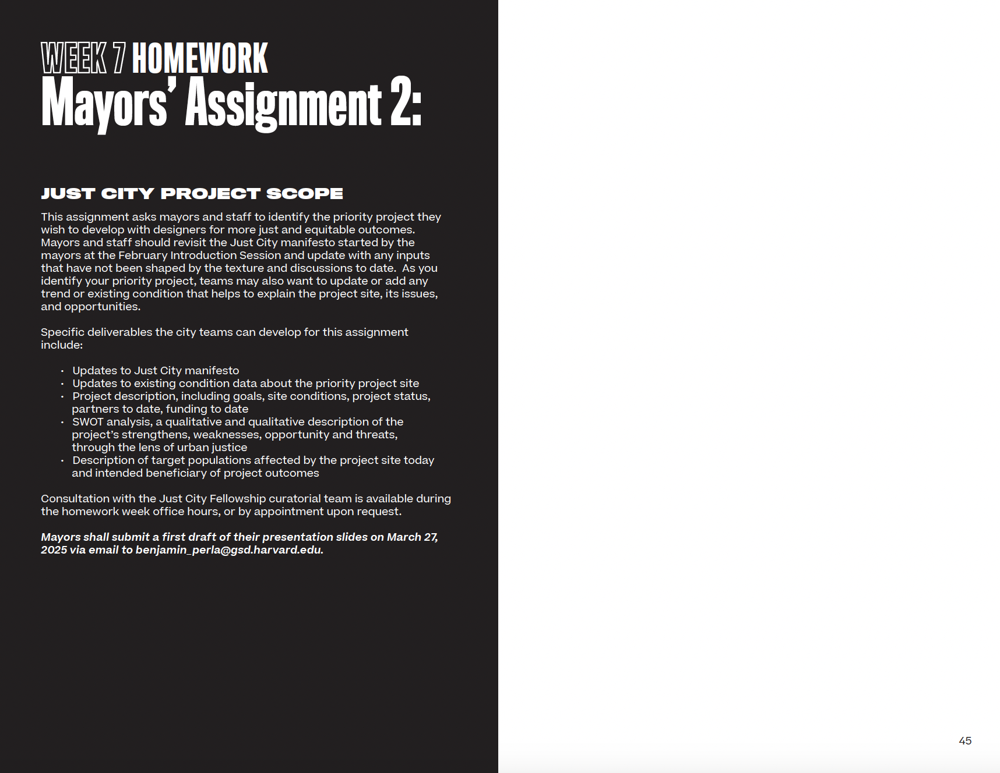 WEEK 7 HOMEWORK
Mayors’ Assignment 2:
JUST CITY PROJECT SCOPE
This assignment asks mayors and staff to identify the priority project they
wish to develop with designers for more just and equitable outcomes.
Mayors and staff should revisit the Just City manifesto started by the
mayors at the February Introduction Session and update with any inputs
that have not been shaped by the texture and discussions to date.  As you
identify your priority project, teams may also want to update or add any
trend or existing condition that helps to explain the project site, its issues,
and opportunities.
Specific deliverables the city teams can develop for this assignment
include:
• Updates to Just City manifesto
• Updates to existing condition data about the priority project site
• Project description, including goals, site conditions, project status,
partners to date, funding to date
• SWOT analysis, a qualitative and qualitative description of the
project’s strengthens, weaknesses, opportunity and threats,
through the lens of urban justice
• Description of target populations affected by the project site today
and intended beneficiary of project outcomes
Consultation with the Just City Fellowship curatorial team is available during
the homework week office hours, or by appointment upon request.
Mayors shall submit a first draft of their presentation slides on March 27,
2025 via email to benjamin_perla@gsd.harvard.edu.
45